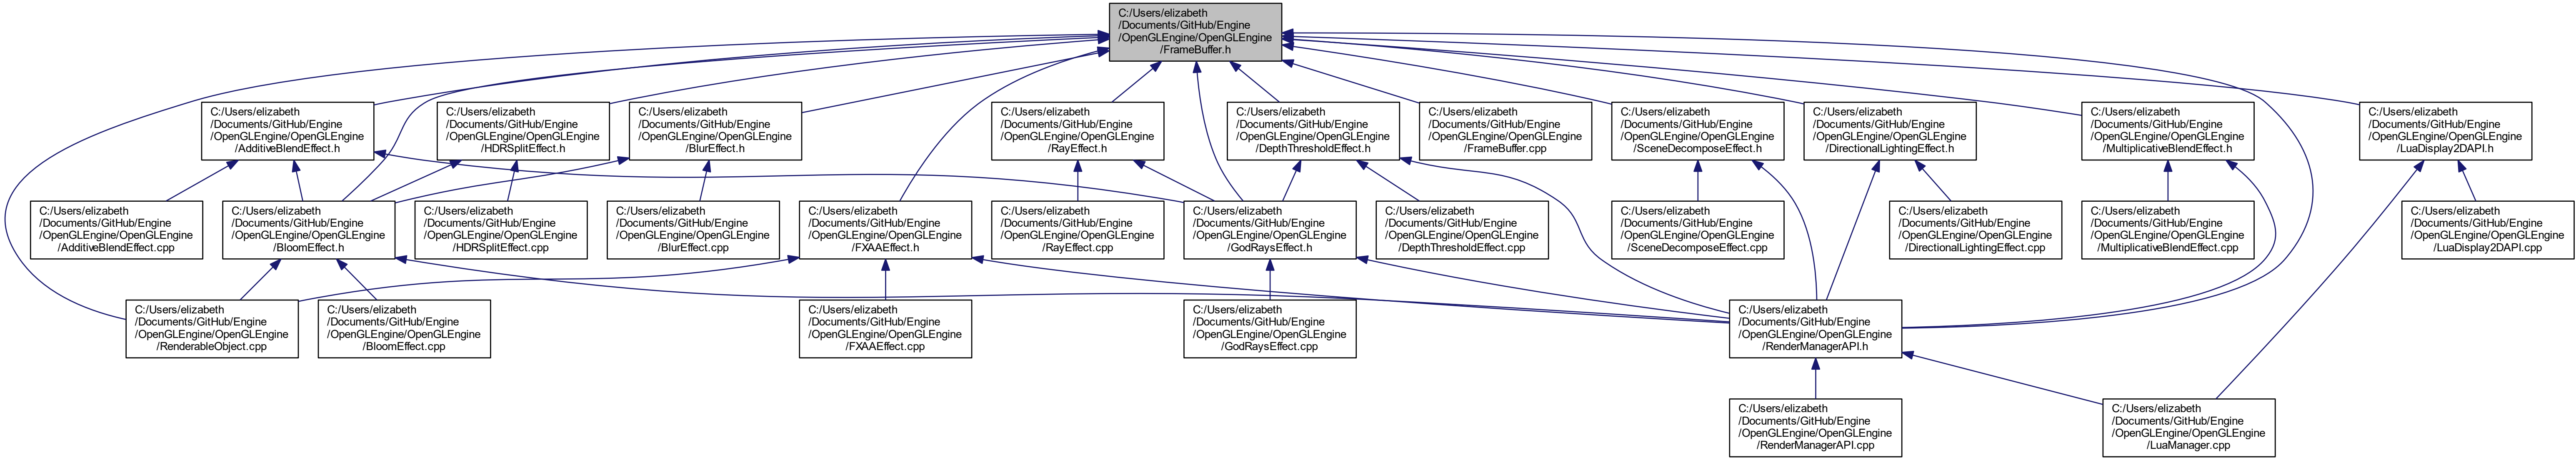 C:/Users/elizabeth
/Documents/GitHub/Engine
/OpenGLEngine/OpenGLEngine
/FrameBuffer.h
C:/Users/elizabeth
/Documents/GitHub/Engine
/OpenGLEngine/OpenGLEngine
/AdditiveBlendEffect.h
C:/Users/elizabeth
/Documents/GitHub/Engine
/OpenGLEngine/OpenGLEngine
/HDRSplitEffect.h
C:/Users/elizabeth
/Documents/GitHub/Engine
/OpenGLEngine/OpenGLEngine
/BlurEffect.h
C:/Users/elizabeth
/Documents/GitHub/Engine
/OpenGLEngine/OpenGLEngine
/RayEffect.h
C:/Users/elizabeth
/Documents/GitHub/Engine
/OpenGLEngine/OpenGLEngine
/DepthThresholdEffect.h
C:/Users/elizabeth
/Documents/GitHub/Engine
/OpenGLEngine/OpenGLEngine
/FrameBuffer.cpp
C:/Users/elizabeth
/Documents/GitHub/Engine
/OpenGLEngine/OpenGLEngine
/SceneDecomposeEffect.h
C:/Users/elizabeth
/Documents/GitHub/Engine
/OpenGLEngine/OpenGLEngine
/DirectionalLightingEffect.h
C:/Users/elizabeth
/Documents/GitHub/Engine
/OpenGLEngine/OpenGLEngine
/MultiplicativeBlendEffect.h
C:/Users/elizabeth
/Documents/GitHub/Engine
/OpenGLEngine/OpenGLEngine
/LuaDisplay2DAPI.h
C:/Users/elizabeth
/Documents/GitHub/Engine
/OpenGLEngine/OpenGLEngine
/AdditiveBlendEffect.cpp
C:/Users/elizabeth
/Documents/GitHub/Engine
/OpenGLEngine/OpenGLEngine
/BloomEffect.h
C:/Users/elizabeth
/Documents/GitHub/Engine
/OpenGLEngine/OpenGLEngine
/HDRSplitEffect.cpp
C:/Users/elizabeth
/Documents/GitHub/Engine
/OpenGLEngine/OpenGLEngine
/BlurEffect.cpp
C:/Users/elizabeth
/Documents/GitHub/Engine
/OpenGLEngine/OpenGLEngine
/FXAAEffect.h
C:/Users/elizabeth
/Documents/GitHub/Engine
/OpenGLEngine/OpenGLEngine
/RayEffect.cpp
C:/Users/elizabeth
/Documents/GitHub/Engine
/OpenGLEngine/OpenGLEngine
/GodRaysEffect.h
C:/Users/elizabeth
/Documents/GitHub/Engine
/OpenGLEngine/OpenGLEngine
/DepthThresholdEffect.cpp
C:/Users/elizabeth
/Documents/GitHub/Engine
/OpenGLEngine/OpenGLEngine
/SceneDecomposeEffect.cpp
C:/Users/elizabeth
/Documents/GitHub/Engine
/OpenGLEngine/OpenGLEngine
/DirectionalLightingEffect.cpp
C:/Users/elizabeth
/Documents/GitHub/Engine
/OpenGLEngine/OpenGLEngine
/MultiplicativeBlendEffect.cpp
C:/Users/elizabeth
/Documents/GitHub/Engine
/OpenGLEngine/OpenGLEngine
/LuaDisplay2DAPI.cpp
C:/Users/elizabeth
/Documents/GitHub/Engine
/OpenGLEngine/OpenGLEngine
/RenderableObject.cpp
C:/Users/elizabeth
/Documents/GitHub/Engine
/OpenGLEngine/OpenGLEngine
/BloomEffect.cpp
C:/Users/elizabeth
/Documents/GitHub/Engine
/OpenGLEngine/OpenGLEngine
/FXAAEffect.cpp
C:/Users/elizabeth
/Documents/GitHub/Engine
/OpenGLEngine/OpenGLEngine
/GodRaysEffect.cpp
C:/Users/elizabeth
/Documents/GitHub/Engine
/OpenGLEngine/OpenGLEngine
/RenderManagerAPI.h
C:/Users/elizabeth
/Documents/GitHub/Engine
/OpenGLEngine/OpenGLEngine
/RenderManagerAPI.cpp
C:/Users/elizabeth
/Documents/GitHub/Engine
/OpenGLEngine/OpenGLEngine
/LuaManager.cpp